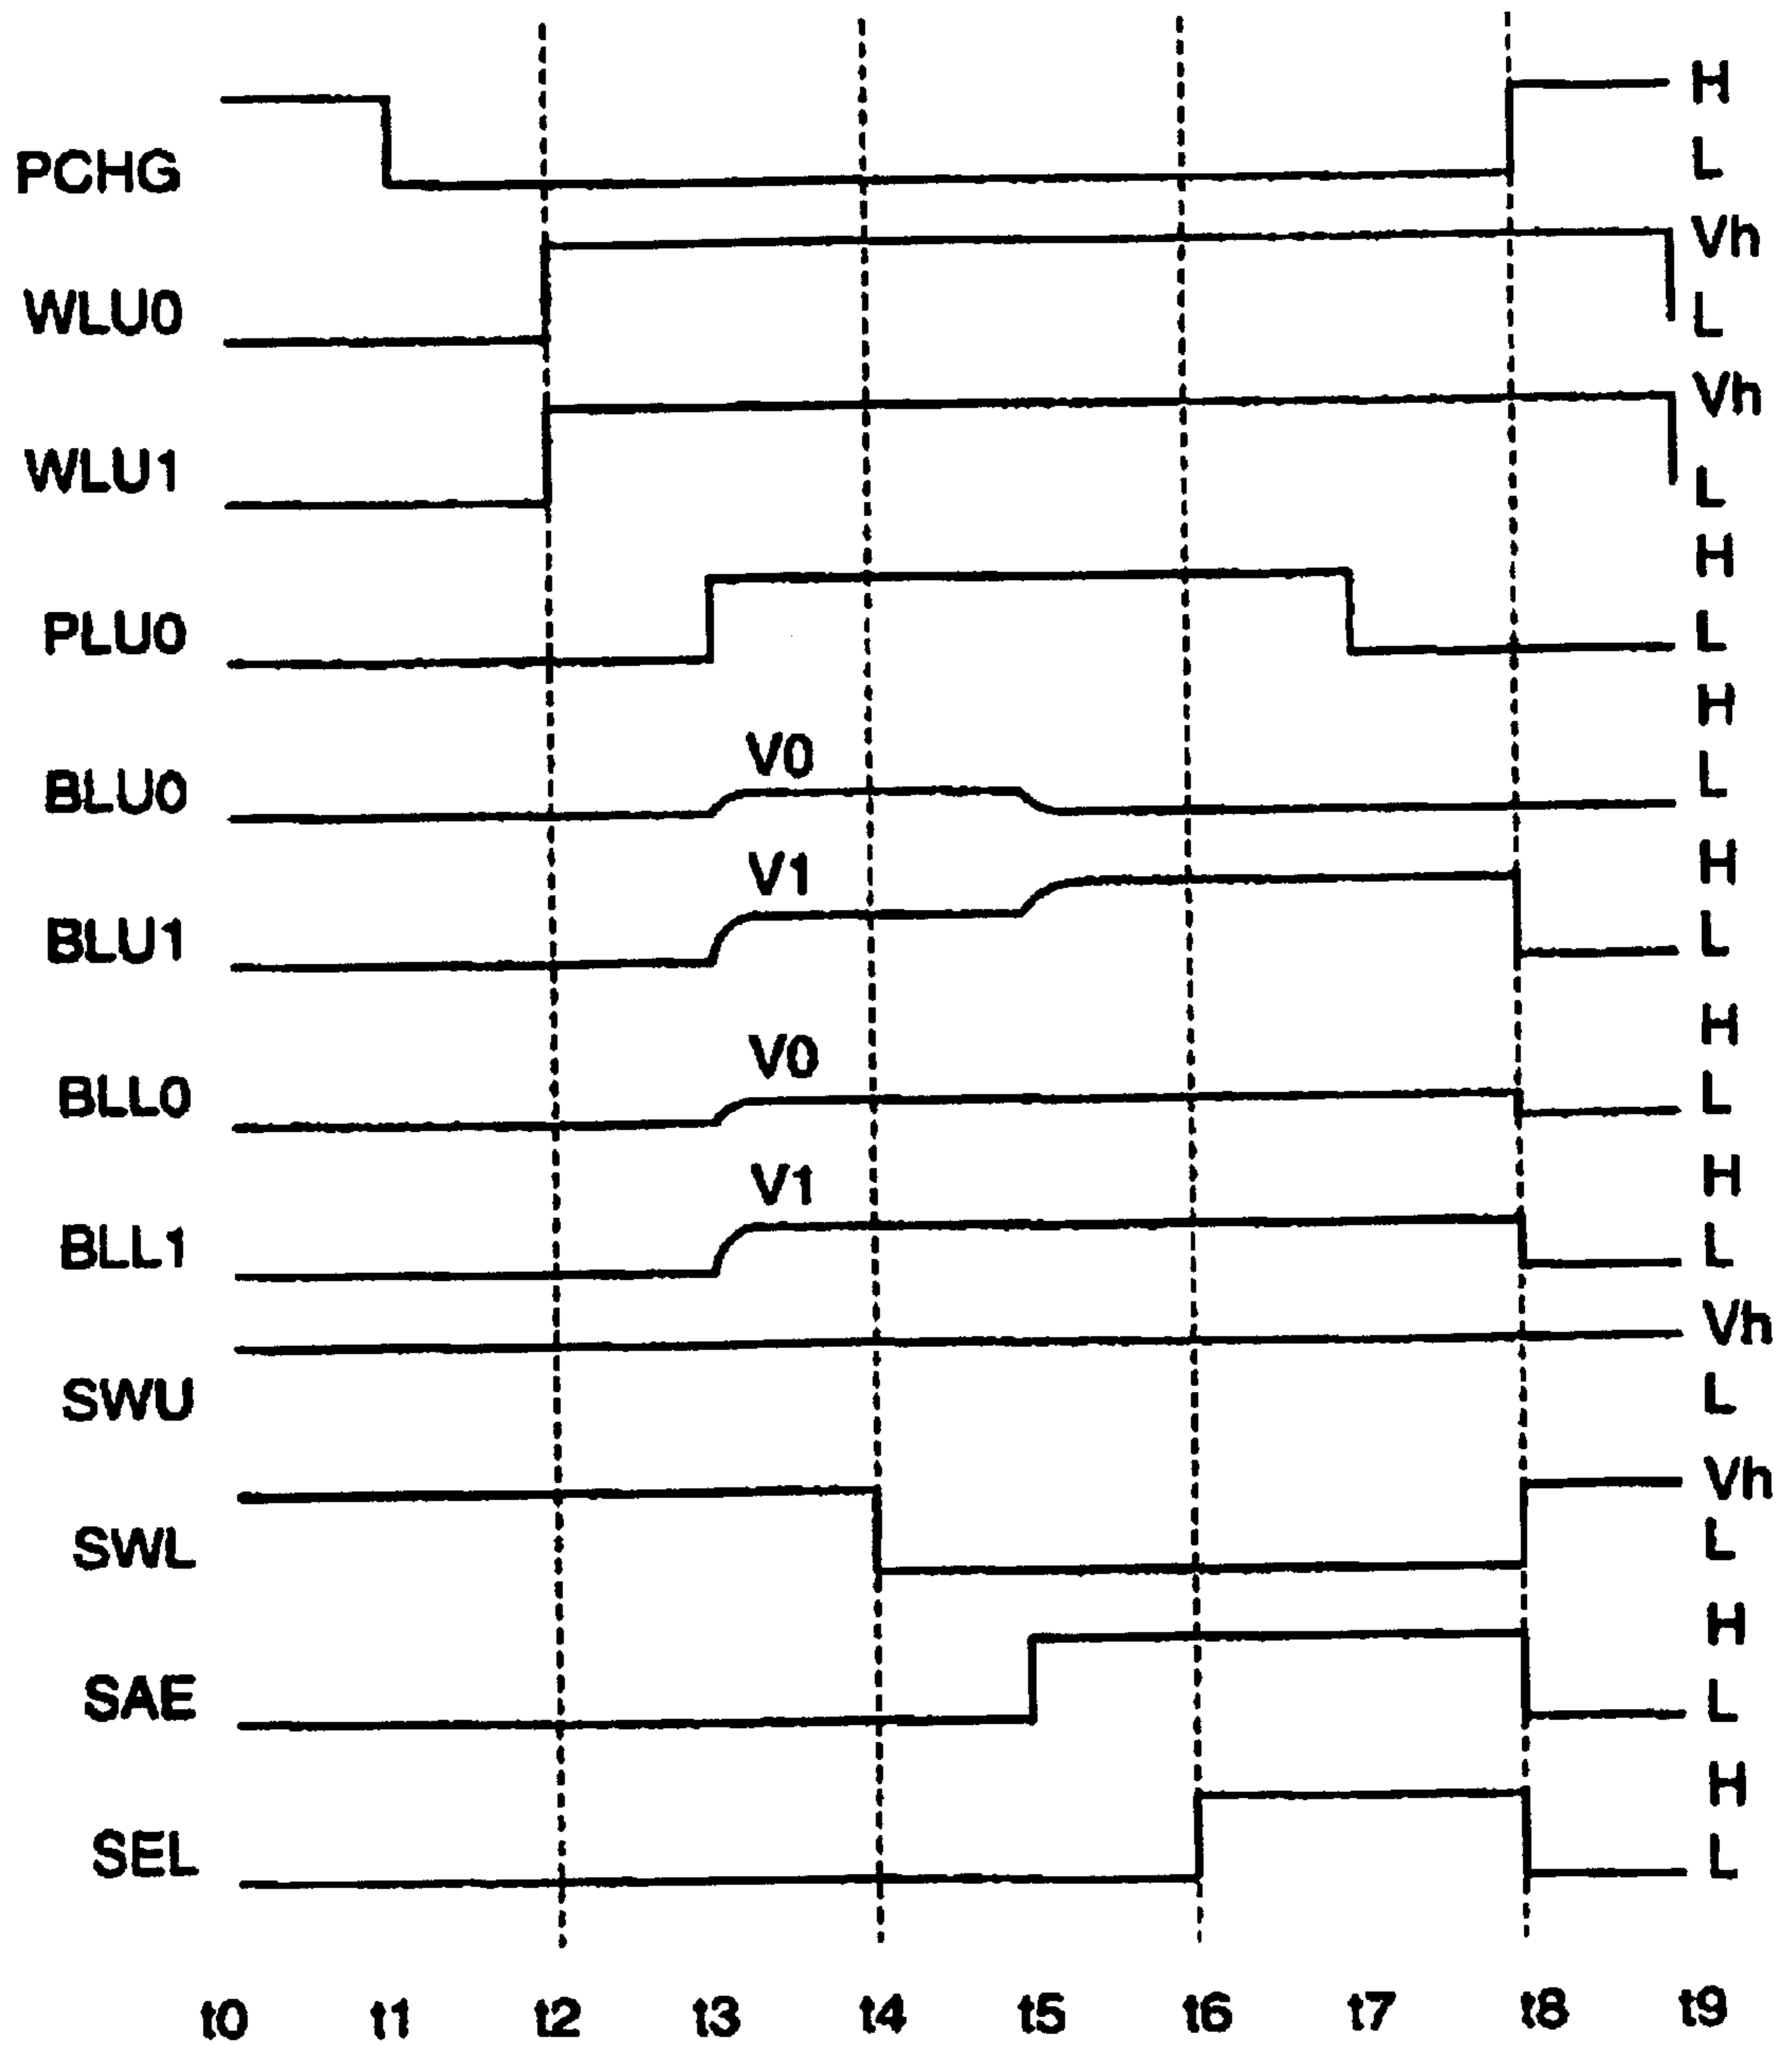 H
PCHG L
Vh
WLU0 L
Vh
WLU1 L
H
PLU0 L
H
V0
BLU0 L
V1 H
BLU1 L
H
V0
BLL0 L
V1 H
BLL1 L
Vh
SWU L
Vh
SWL L
H
SAE L
H
SEL L
t0 t1 t2 t3 t4 t5 t6 t7 t8 t9